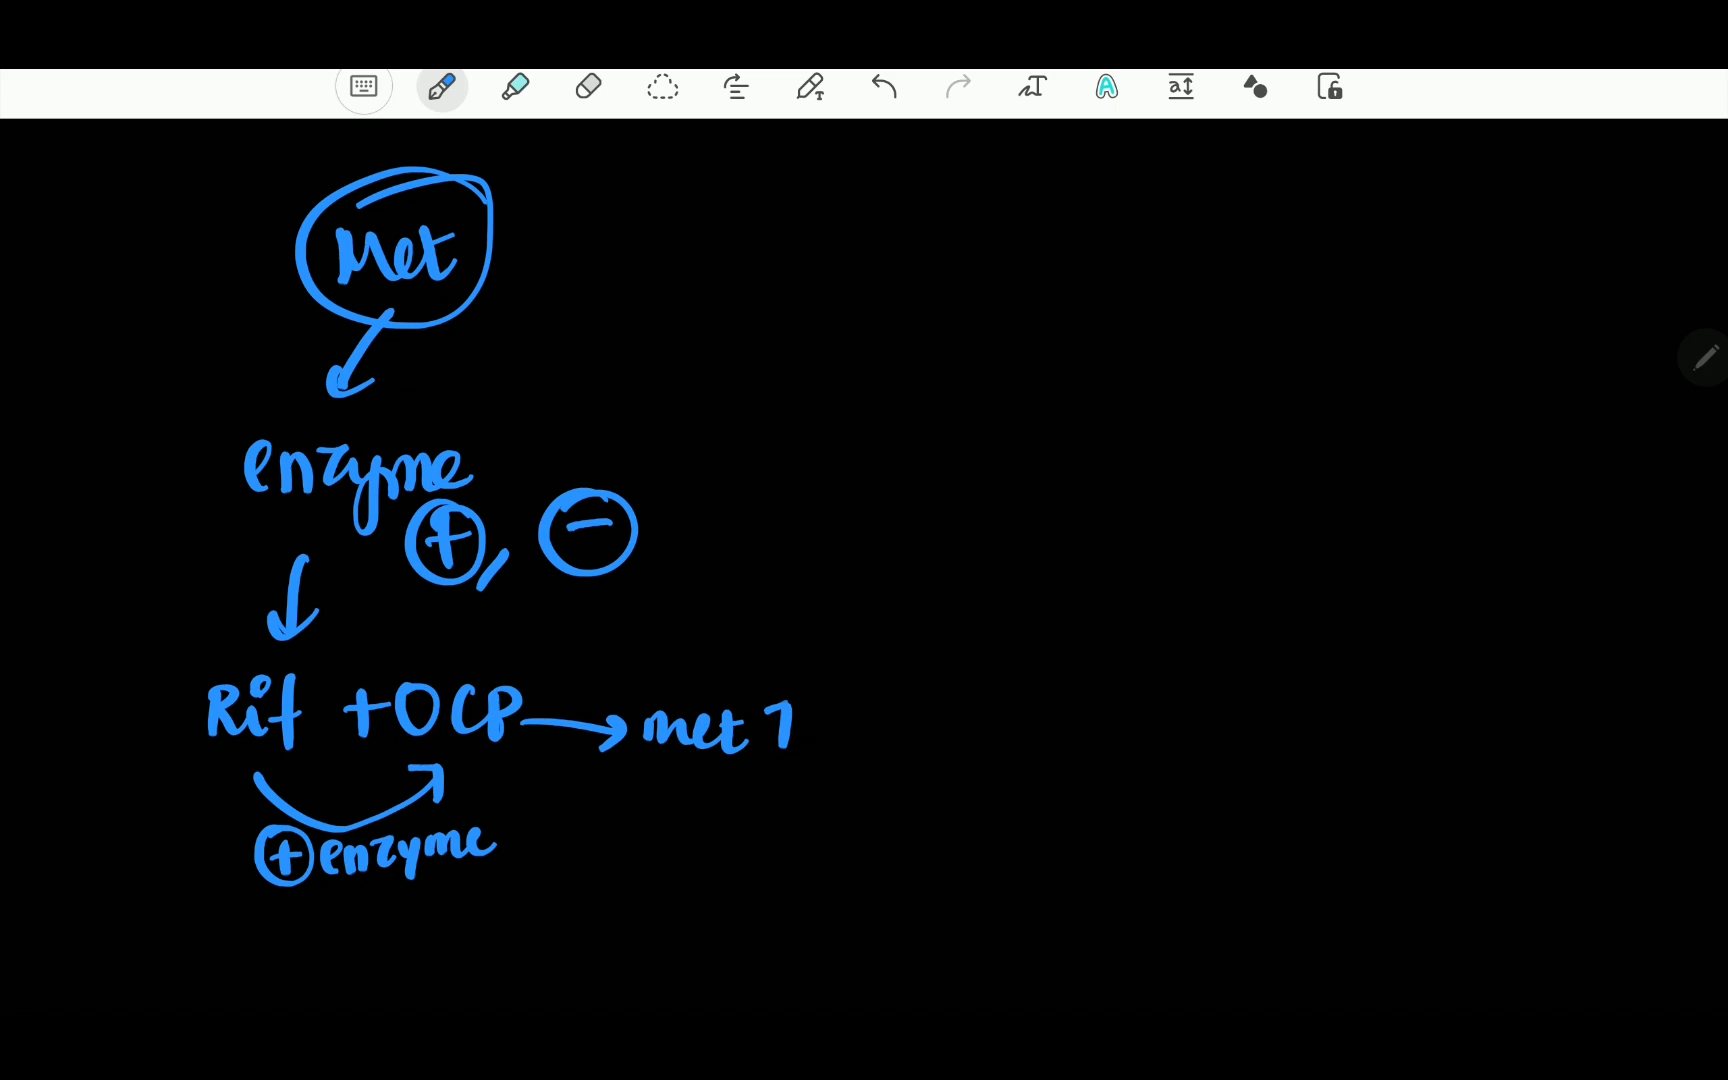 Met
enzyme
+, -
Rif + OCP → met ↑
+ enzyme